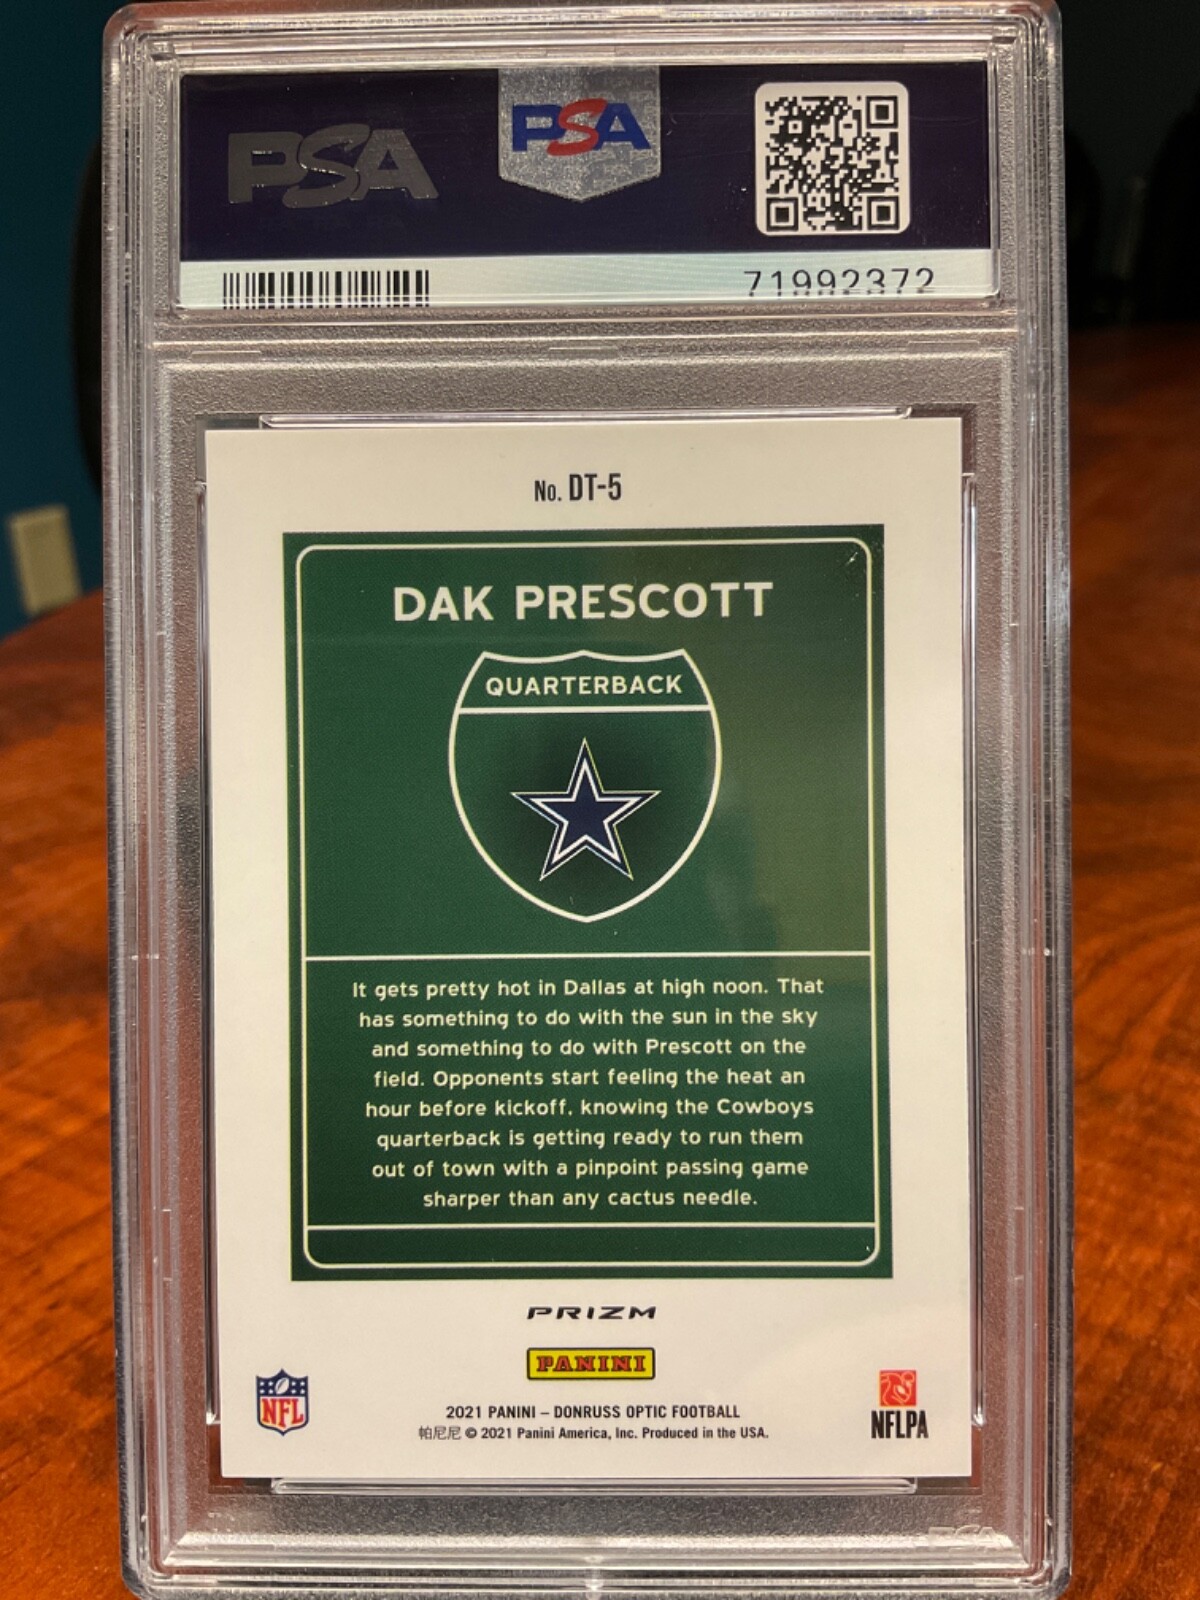 PSA
PSA
71992372
No. DT-5
DAK PRESCOTT
QUARTERBACK
It gets pretty hot in Dallas at high noon. That
has something to do with the sun in the sky
and something to do with Prescott on the
field. Opponents start feeling the heat an
hour before kickoff, knowing the Cowboys
quarterback is getting ready to run them
out of town with a pinpoint passing game
sharper than any cactus needle.
PRIZM
PANINI
NFL
2021 PANINI – DONRUSS OPTIC FOOTBALL
帕尼尼 © 2021 Panini America, Inc. Produced in the USA.
NFLPA
PSA